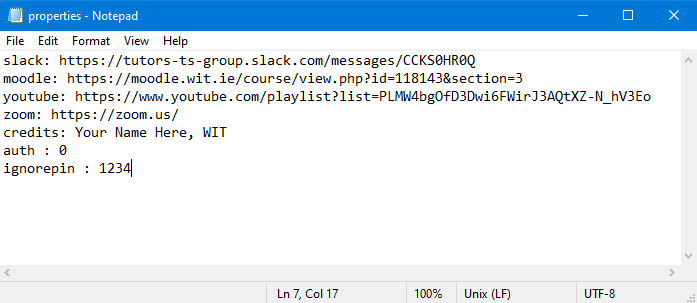 properties - Notepad
File Edit Format View Help
slack: https://tutors-ts-group.slack.com/messages/CCKS0HR0Q
moodle: https://moodle.wit.ie/course/view.php?id=118143&section=3
youtube: https://www.youtube.com/playlist?list=PLMW4bgOfD3Dwi6FWirJ3AQtXZ-N_hV3Eo
zoom: https://zoom.us/
credits: Your Name Here, WIT
auth : 0
ignorepin : 1234
Ln 7, Col 17 100% Unix (LF) UTF-8